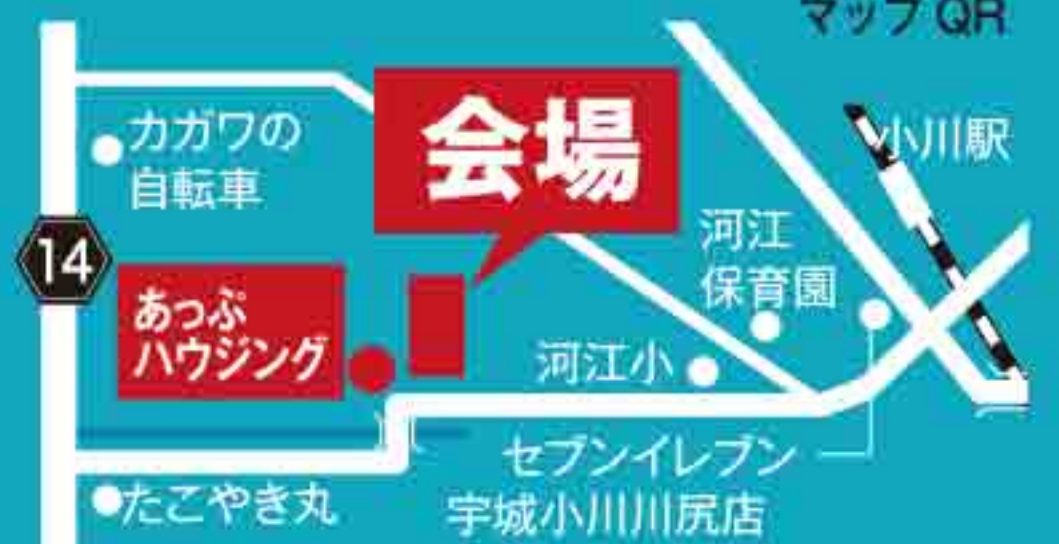 マップQR
カガワの
自転車
会場
小川駅
河江
保育園
14
あっぷ
ハウジング
河江小
セブンイレブン
宇城小川川尻店
たこやき丸